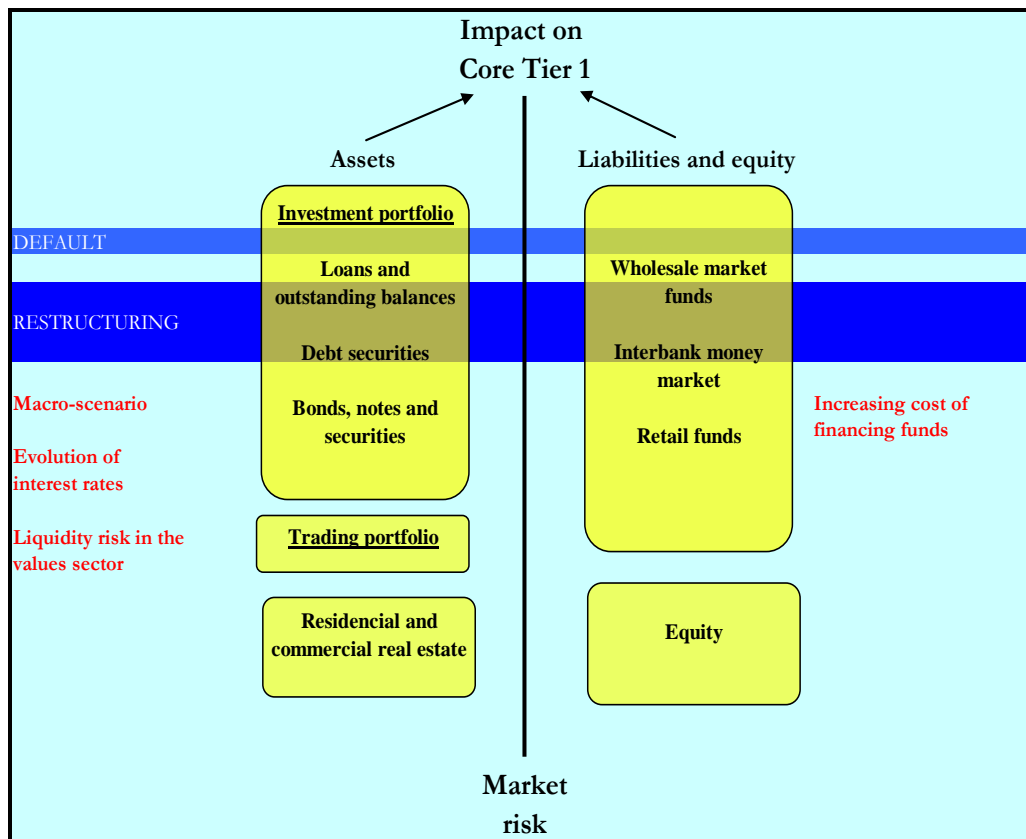 Impact on
Core Tier 1
Assets
Liabilities and equity
Investment portfolio
DEFAULT
Loans and
outstanding balances
Wholesale market
funds
RESTRUCTURING
Debt securities
Interbank money
market
Macro-scenario
Bonds, notes and
securities
Retail funds
Increasing cost of
financing funds
Evolution of
interest rates
Liquidity risk in the
values sector
Trading portfolio
Residencial and
commercial real estate
Equity
Market
risk